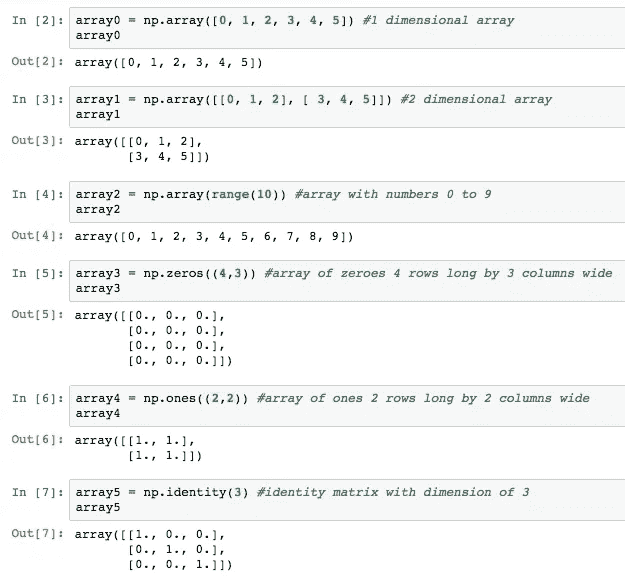 In [2]: array0 = np.array([0, 1, 2, 3, 4, 5]) #1 dimensional array
array0
Out[2]: array([0, 1, 2, 3, 4, 5])
In [3]: array1 = np.array([[0, 1, 2], [ 3, 4, 5]]) #2 dimensional array
array1
Out[3]: array([[0, 1, 2],
[3, 4, 5]])
In [4]: array2 = np.array(range(10)) #array with numbers 0 to 9
array2
Out[4]: array([0, 1, 2, 3, 4, 5, 6, 7, 8, 9])
In [5]: array3 = np.zeros((4,3)) #array of zeroes 4 rows long by 3 columns wide
array3
Out[5]: array([[0., 0., 0.],
[0., 0., 0.],
[0., 0., 0.],
[0., 0., 0.]])
In [6]: array4 = np.ones((2,2)) #array of ones 2 rows long by 2 columns wide
array4
Out[6]: array([[1., 1.],
[1., 1.]])
In [7]: array5 = np.identity(3) #identity matrix with dimension of 3
array5
Out[7]: array([[1., 0., 0.],
[0., 1., 0.],
[0., 0., 1.]])